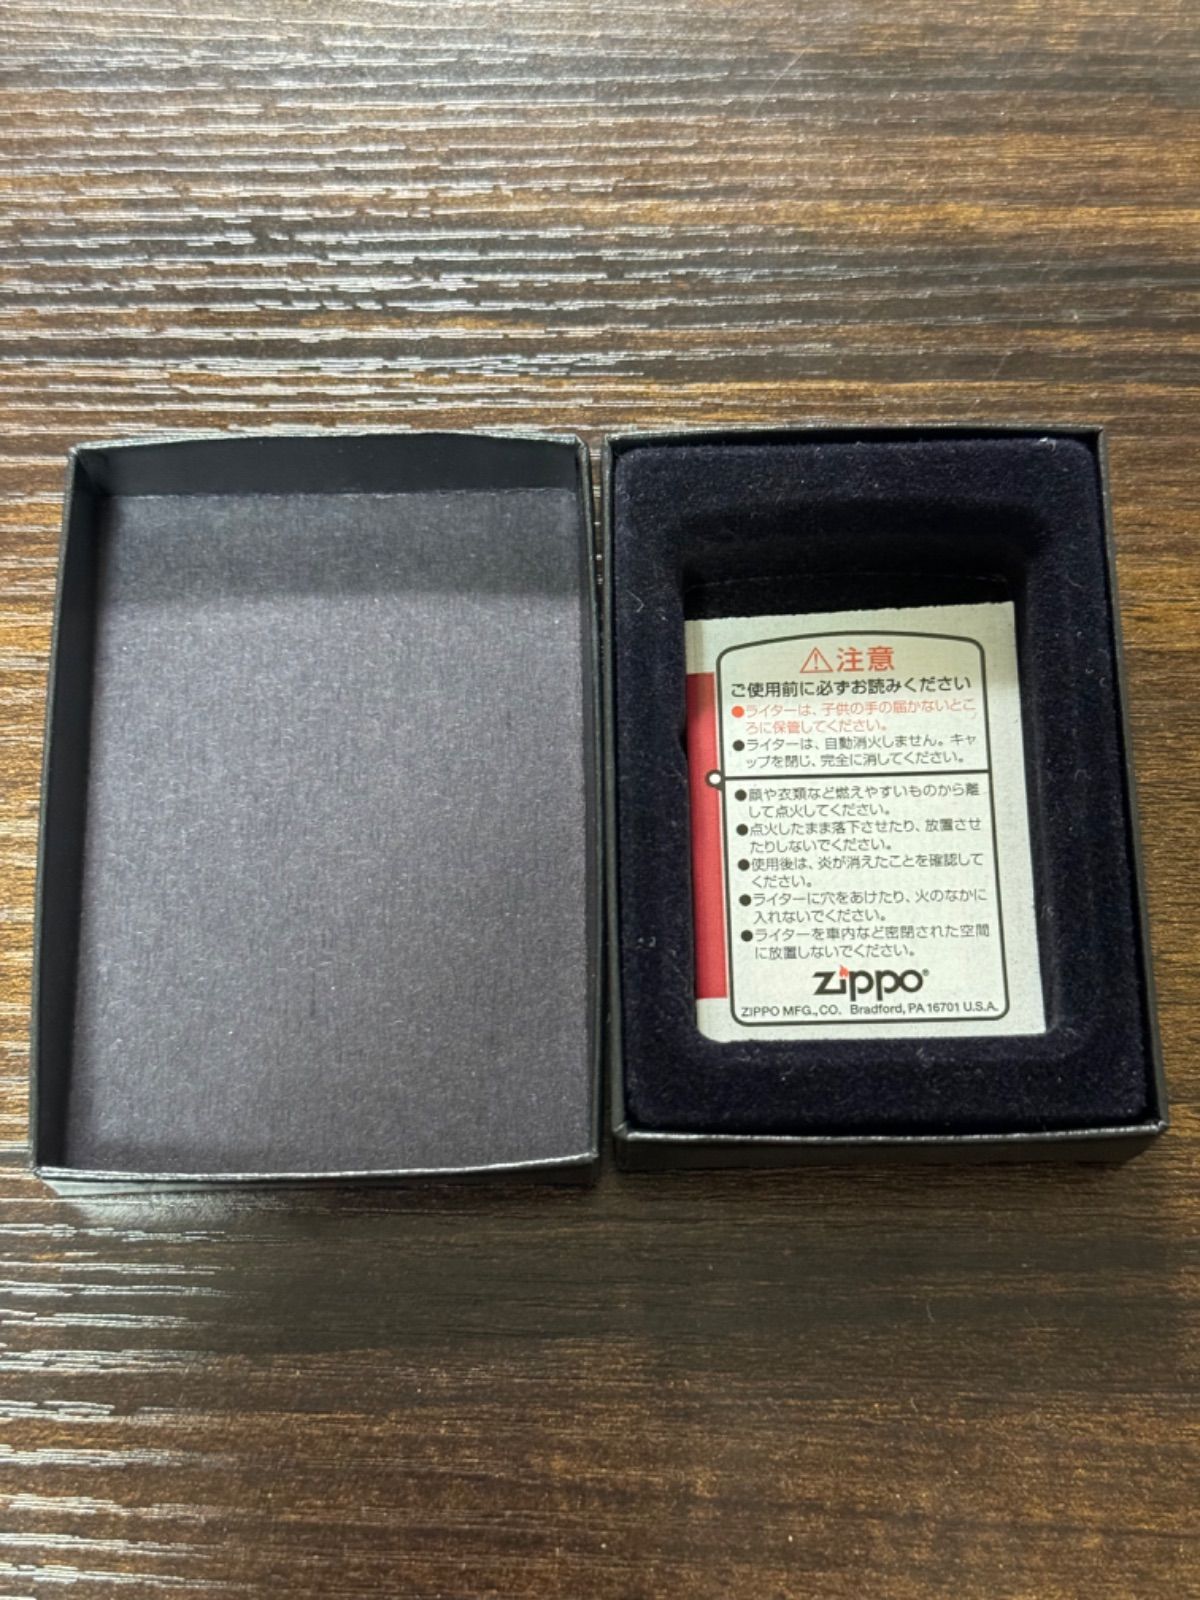 ⚠注意
ご使用前に必ずお読みください
●ライターは、子供の手の届かないとこ
ろに保管してください。
●ライターは、自動消火しません。キャ
ップを閉じ、完全に消してください。
●顔や衣類など燃えやすいものから離
して点火してください。
●点火したまま落下させたり、放置させ
たりしないでください。
●使用後は、炎が消えたことを確認して
ください。
●ライターに穴をあけたり、火のなかに
入れないでください。
●ライターを車内など密閉された空間
に放置しないでください。
zippo®
ZIPPO MFG., CO. Bradford, PA 16701 U.S.A.